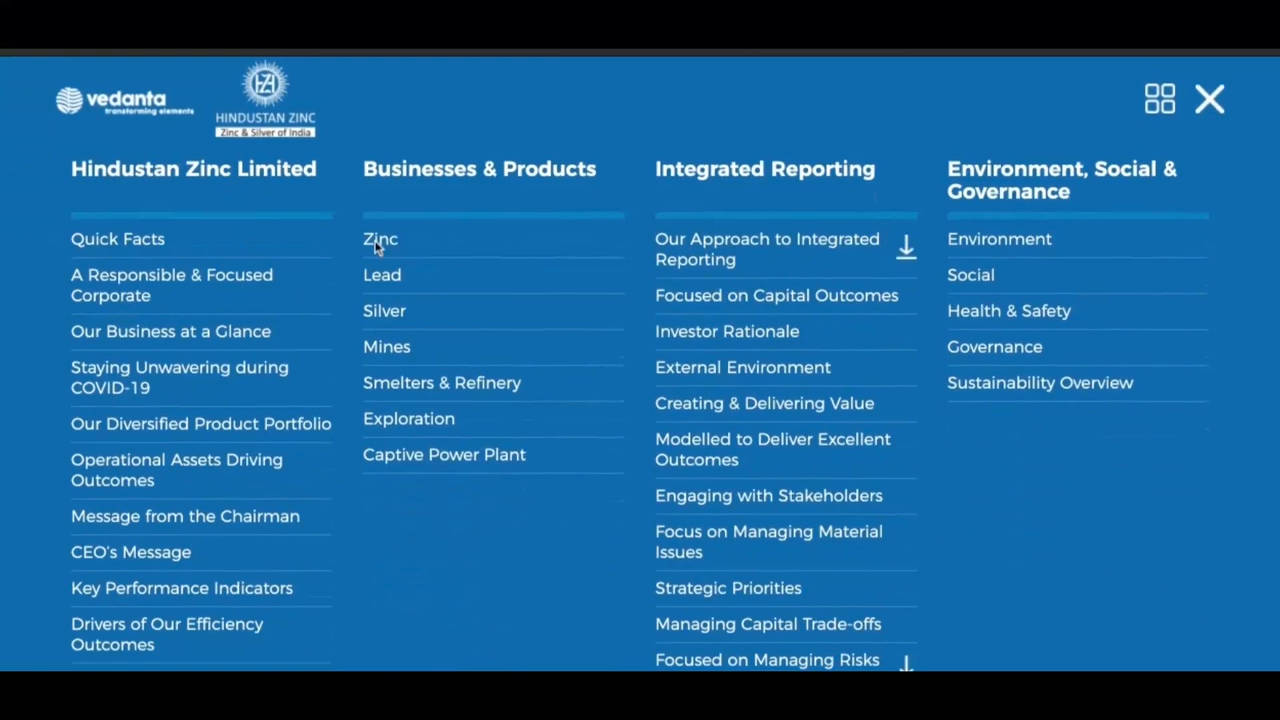 vedanta
transforming elements
HZL
HINDUSTAN ZINC
Zinc & Silver of India
Hindustan Zinc Limited
Quick Facts
A Responsible & Focused
Corporate
Our Business at a Glance
Staying Unwavering during
COVID-19
Our Diversified Product Portfolio
Operational Assets Driving
Outcomes
Message from the Chairman
CEO's Message
Key Performance Indicators
Drivers of Our Efficiency
Outcomes
Businesses & Products
Zinc
Lead
Silver
Mines
Smelters & Refinery
Exploration
Captive Power Plant
Integrated Reporting
Our Approach to Integrated
Reporting
Focused on Capital Outcomes
Investor Rationale
External Environment
Creating & Delivering Value
Modelled to Deliver Excellent
Outcomes
Engaging with Stakeholders
Focus on Managing Material
Issues
Strategic Priorities
Managing Capital Trade-offs
Focused on Managing Risks
Environment, Social &
Governance
Environment
Social
Health & Safety
Governance
Sustainability Overview